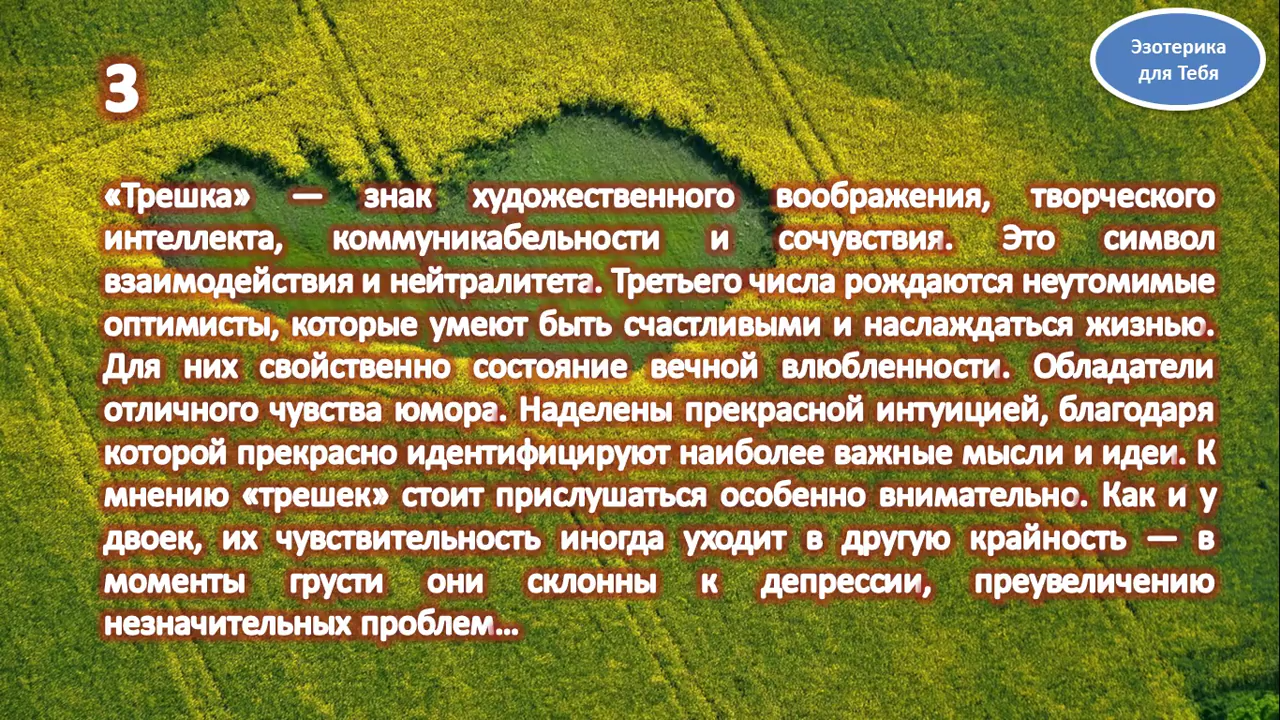 Эзотерика
для Тебя
3
«Трешка» — знак художественного воображения, творческого
интеллекта, коммуникабельности и сочувствия. Это символ
взаимодействия и нейтралитета. Третьего числа рождаются неутомимые
оптимисты, которые умеют быть счастливыми и наслаждаться жизнью.
Для них свойственно состояние вечной влюбленности. Обладатели
отличного чувства юмора. Наделены прекрасной интуицией, благодаря
которой прекрасно идентифицируют наиболее важные мысли и идеи. К
мнению «трешек» стоит прислушаться особенно внимательно. Как и у
двоек, их чувствительность иногда уходит в другую крайность — в
моменты грусти они склонны к депрессии, преувеличению
незначительных проблем...